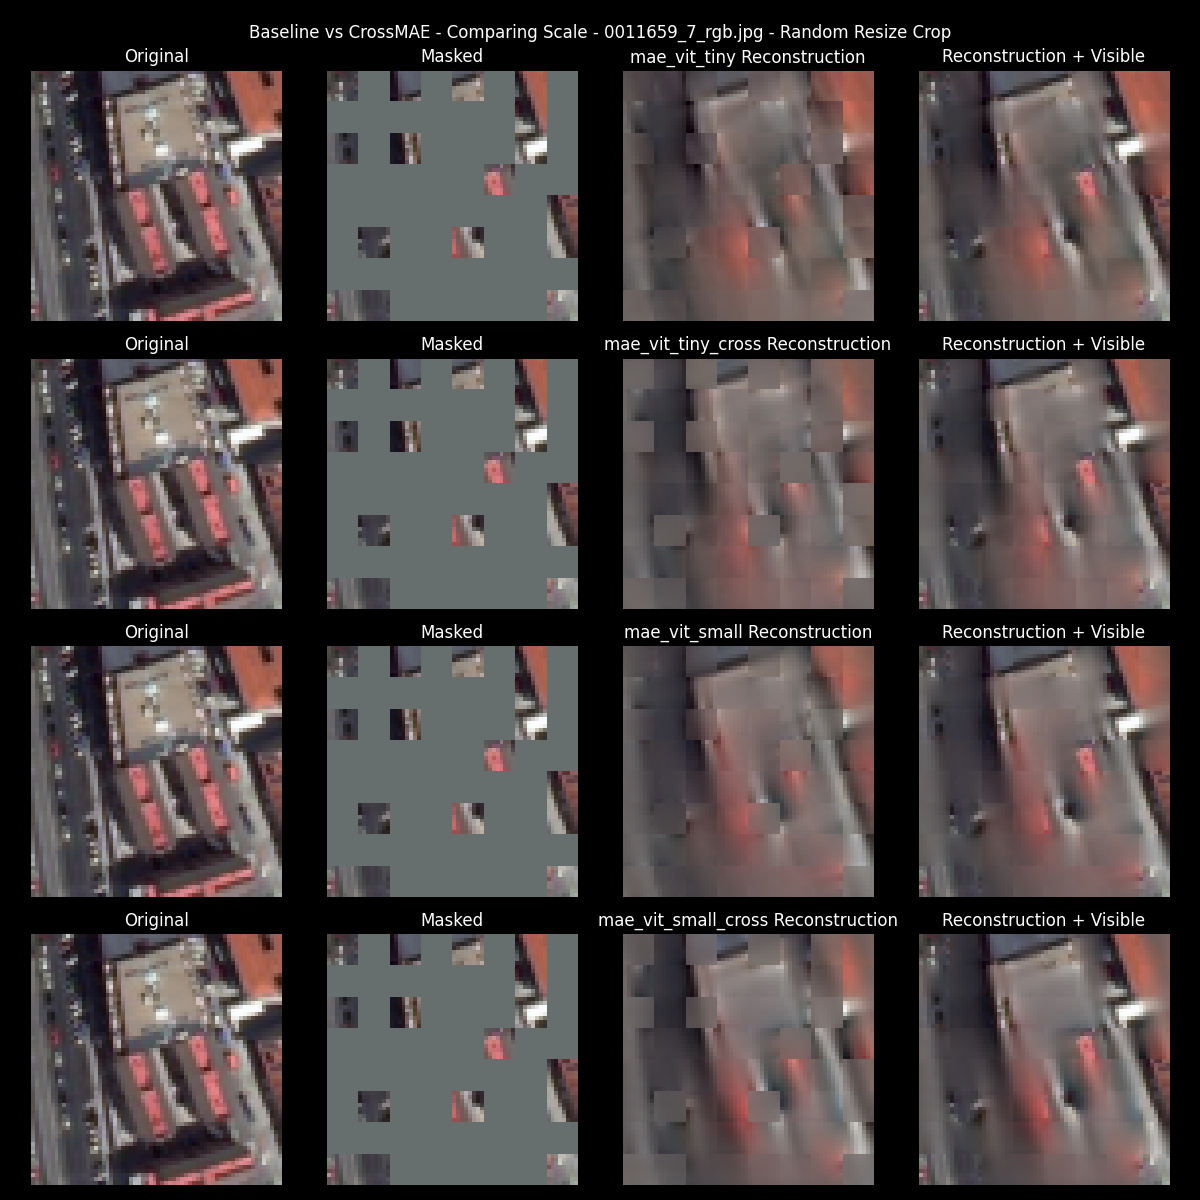 Baseline vs CrossMAE - Comparing Scale - 0011659_7_rgb.jpg - Random Resize Crop
Original Masked mae_vit_tiny Reconstruction Reconstruction + Visible
Original Masked mae_vit_tiny_cross Reconstruction Reconstruction + Visible
Original Masked mae_vit_small Reconstruction Reconstruction + Visible
Original Masked mae_vit_small_cross Reconstruction Reconstruction + Visible